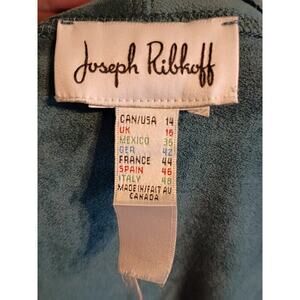 Joseph Ribkoff
CAN/USA 14
UK 16
MEXICO 36
GER 42
FRANCE 44
SPAIN 46
ITALY 48
MADE IN/FAIT AU
CANADA